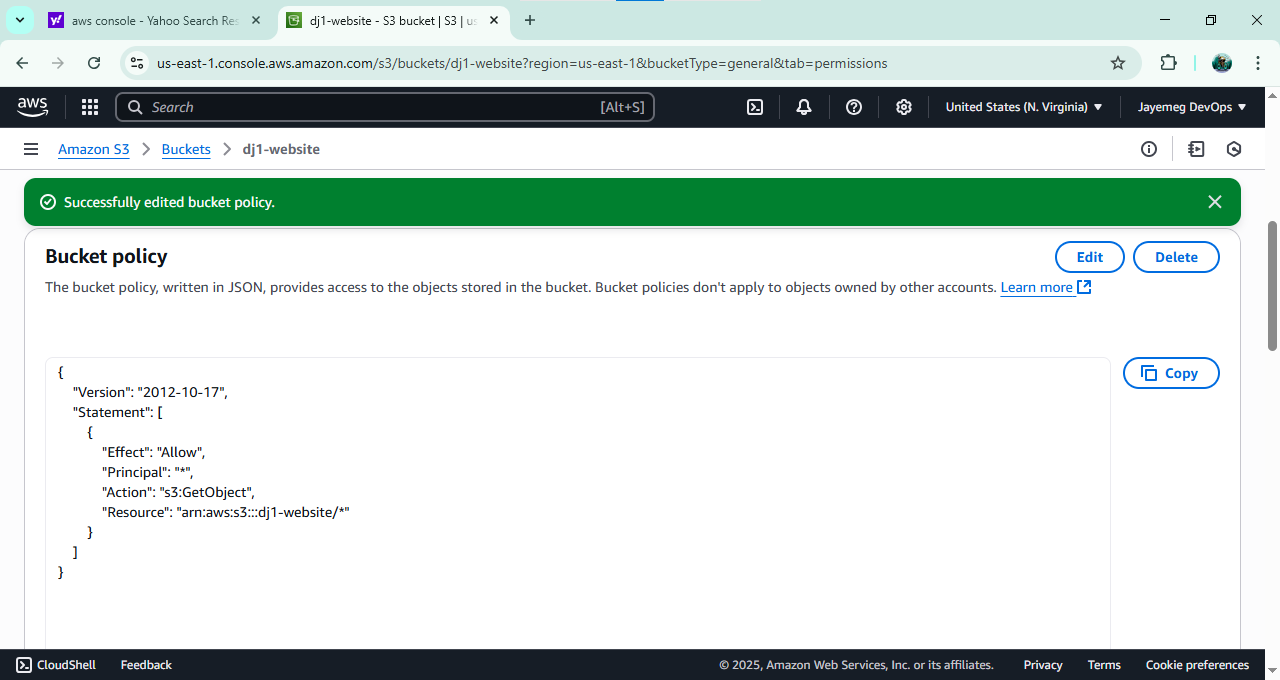 aws console - Yahoo Search Res
dj1-website - S3 bucket | S3 | us
us-east-1.console.aws.amazon.com/s3/buckets/dj1-website?region=us-east-1&bucketType=general&tab=permissions
aws
Search
[Alt+S]
United States (N. Virginia)
Jayemeg DevOps
Amazon S3
Buckets
dj1-website
Successfully edited bucket policy.
Bucket policy
Edit
Delete
The bucket policy, written in JSON, provides access to the objects stored in the bucket. Bucket policies don't apply to objects owned by other accounts. Learn more
Copy
{
"Version": "2012-10-17",
"Statement": [
{
"Effect": "Allow",
"Principal": "*",
"Action": "s3:GetObject",
"Resource": "arn:aws:s3:::dj1-website/*"
}
]
}
CloudShell
Feedback
© 2025, Amazon Web Services, Inc. or its affiliates.
Privacy
Terms
Cookie preferences